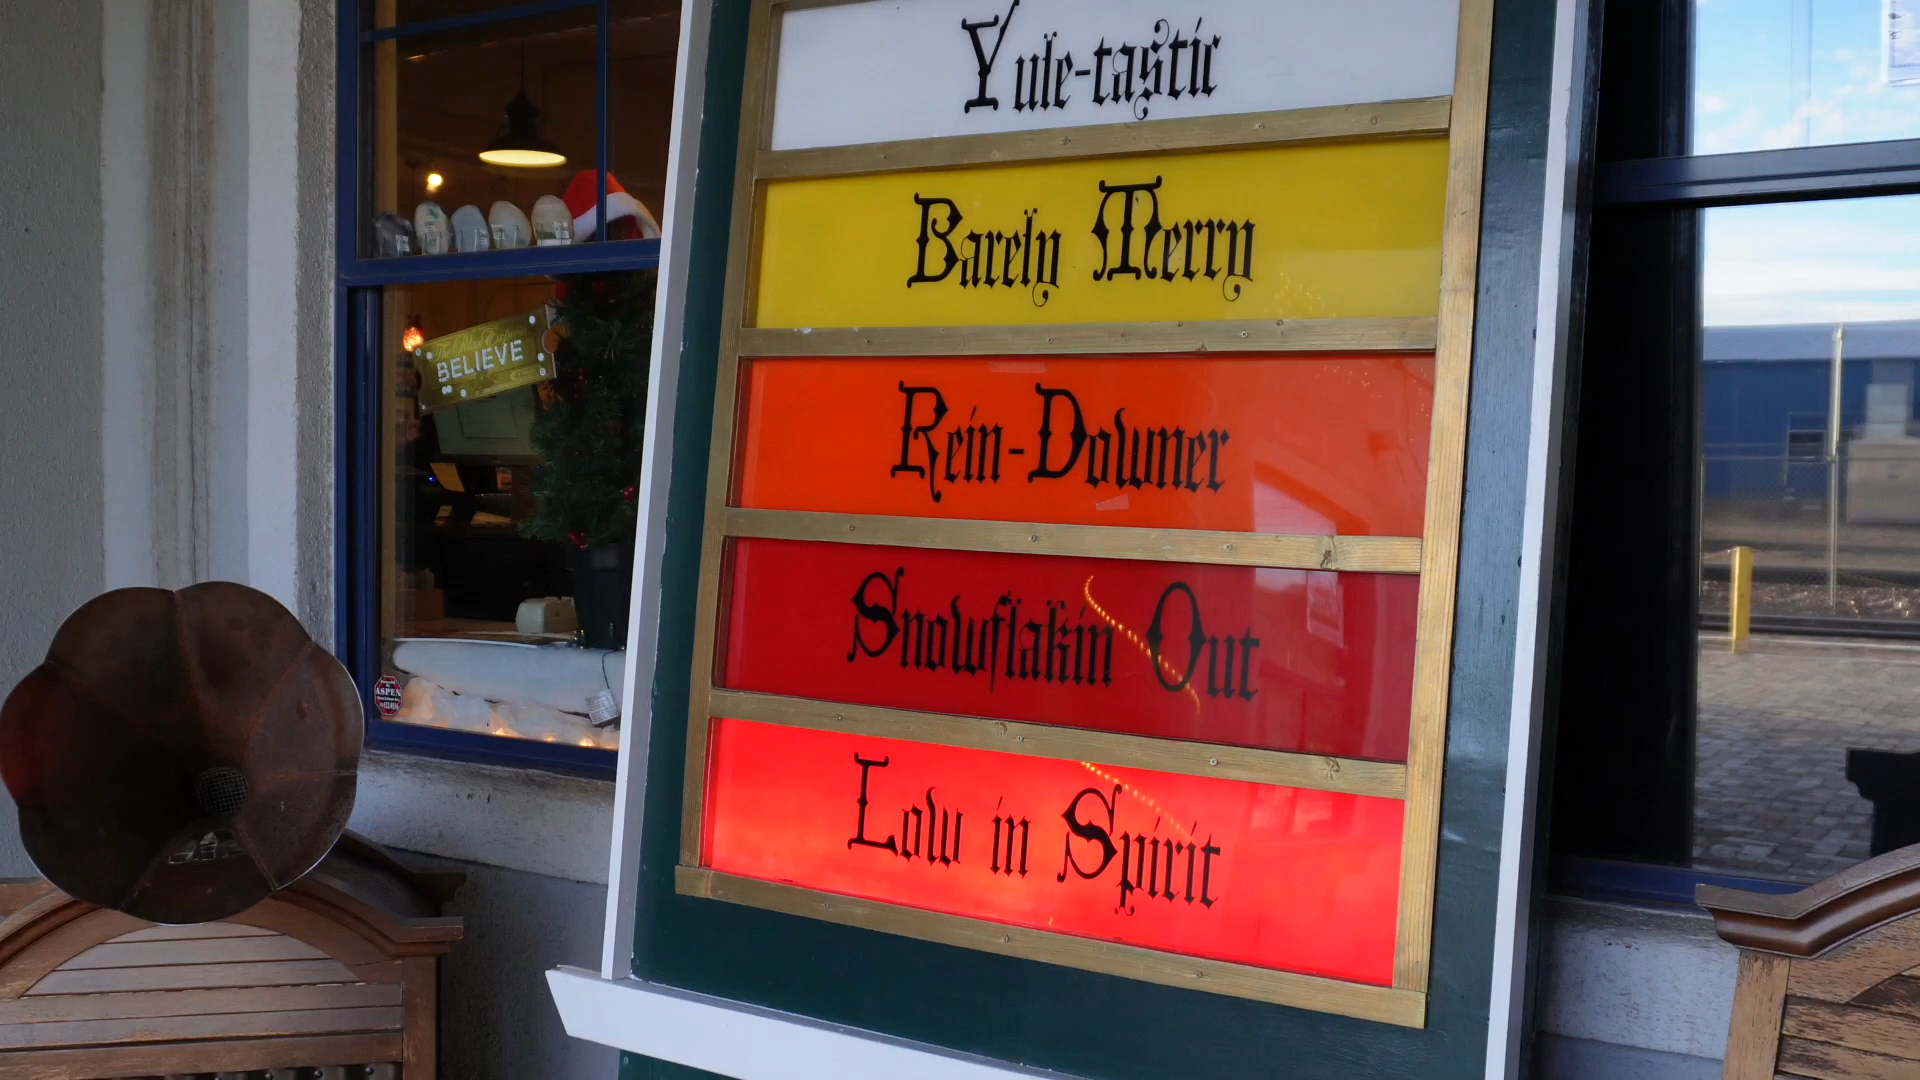 Yule-tastic
Barely Merry
Rein-Downer
Snowflakin Out
Low in Spirit
BELIEVE
ASPEN